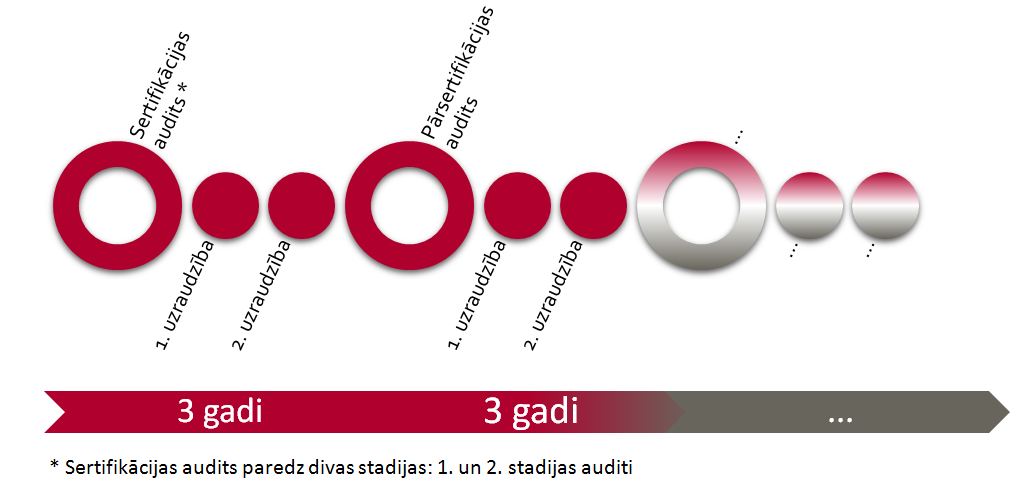 Sertifikācijas
audits *
Pārsertifikācijas
audits
...
1. uzraudzība
2. uzraudzība
1. uzraudzība
2. uzraudzība
...
...
3 gadi
3 gadi
...
* Sertifikācijas audits paredz divas stadijas: 1. un 2. stadijas auditi